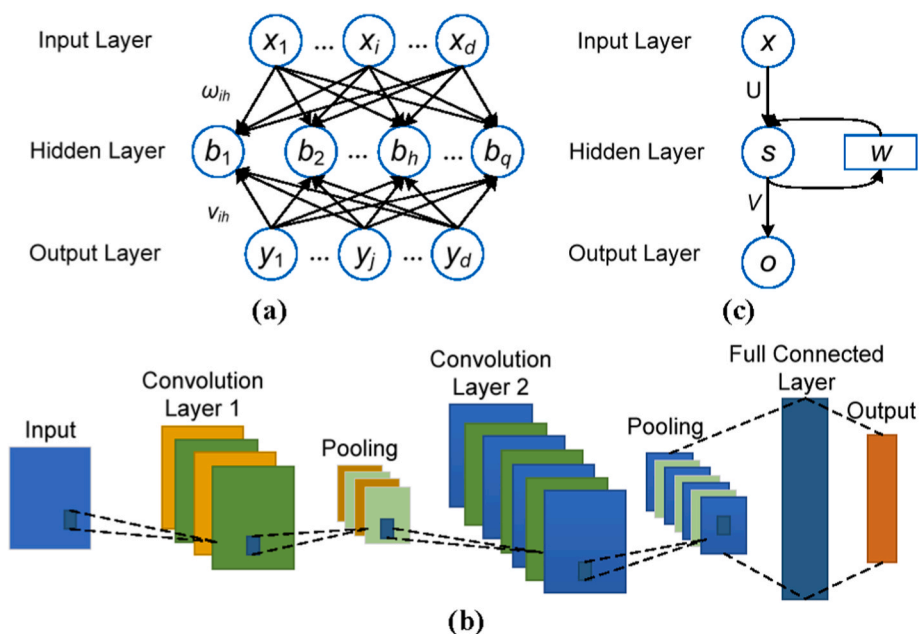 Input Layer x1 ... xi ... xd
ωih
Hidden Layer b1 b2 ... bh ... bq
vih
Output Layer y1 ... yj ... yd
(a)
Input Layer x
U
Hidden Layer s w
V
Output Layer o
(c)
Input
Convolution
Layer 1
Pooling
Convolution
Layer 2
Pooling
Full Connected
Layer
Output
(b)